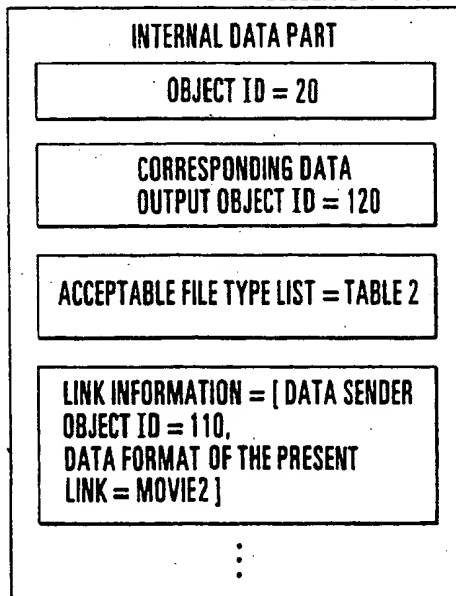 INTERNAL DATA PART
OBJECT ID = 20
CORRESPONDING DATA
OUTPUT OBJECT ID = 120
ACCEPTABLE FILE TYPE LIST = TABLE 2
LINK INFORMATION = [ DATA SENDER
OBJECT ID = 110,
DATA FORMAT OF THE PRESENT
LINK = MOVIE2 ]